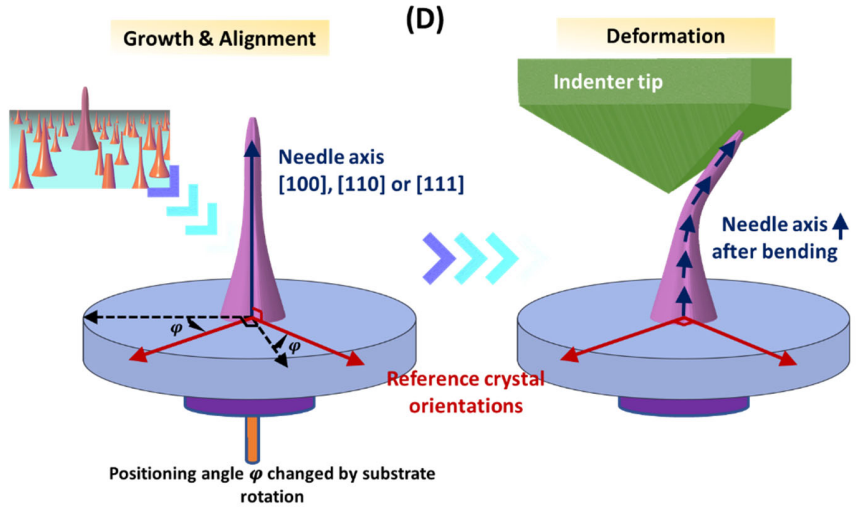 (D)
Growth & Alignment
Deformation
Indenter tip
Needle axis
[100], [110] or [111]
Needle axis
after bending
φ
φ
Reference crystal
orientations
Positioning angle φ changed by substrate
rotation